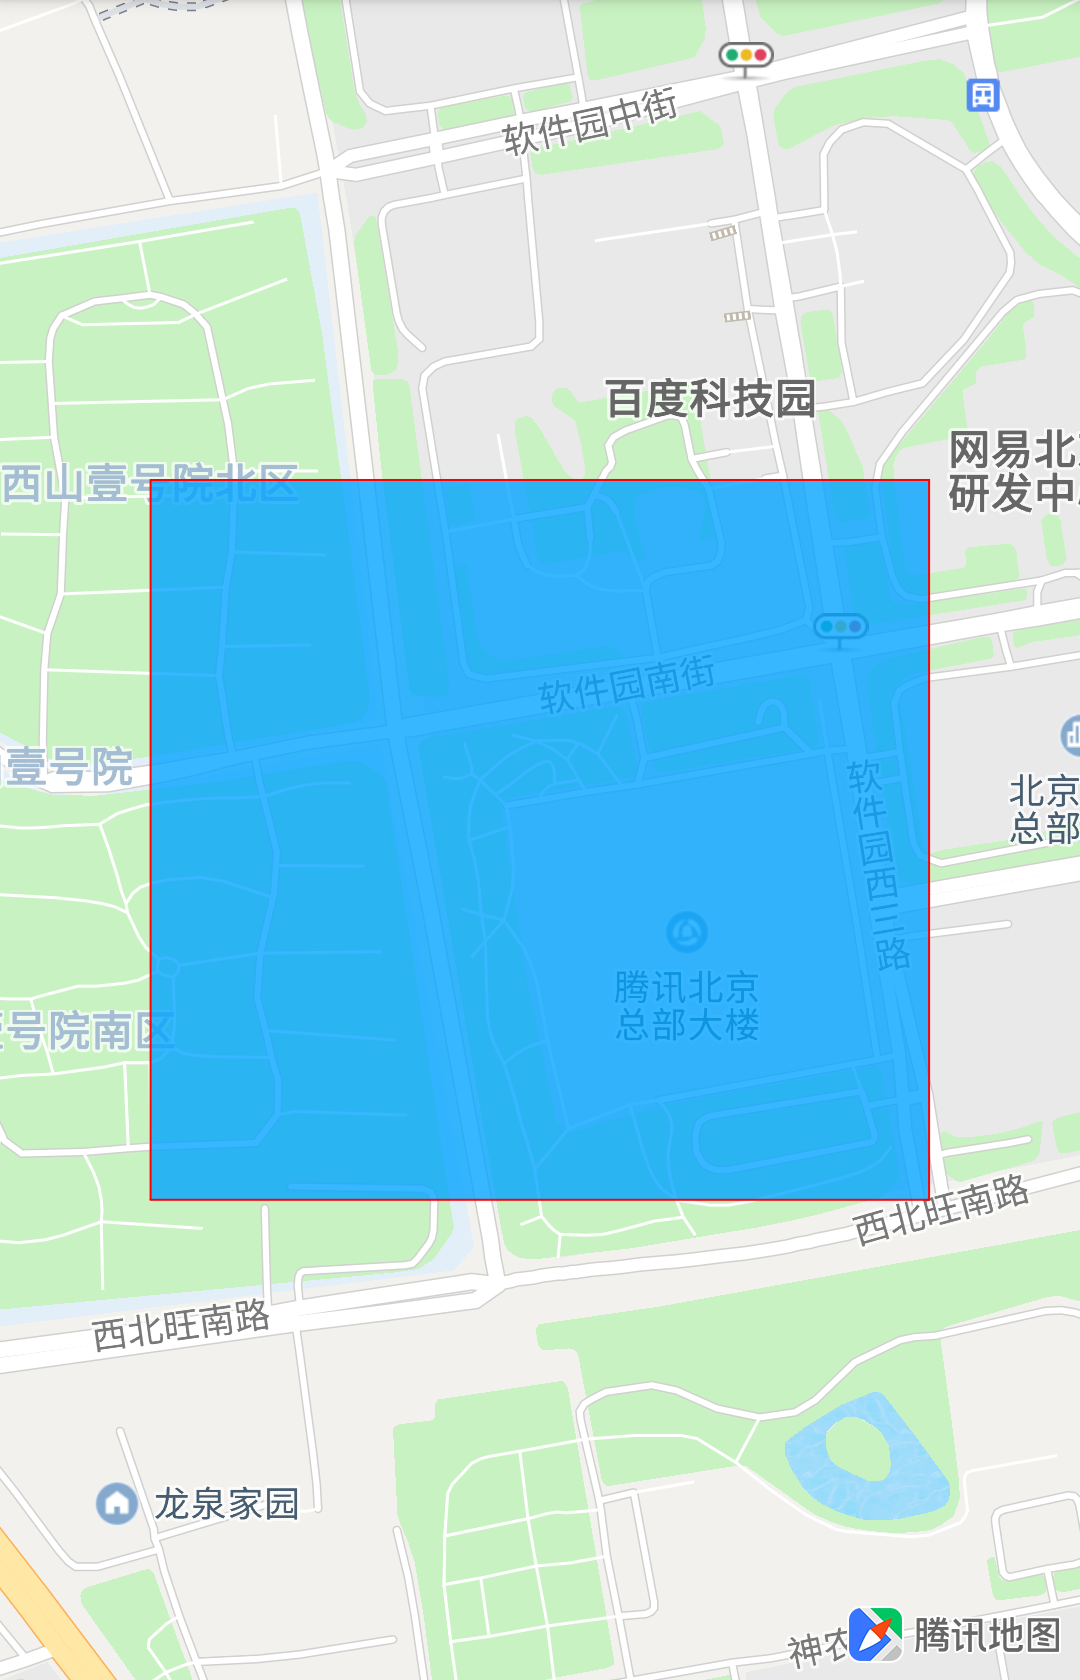 软件园中街
百度科技园
网易北
研发中
西山壹号院北区
软件园南街
壹号院
软件园西三路
北京
总部
腾讯北京
总部大楼
号院南区
西北旺南路
西北旺南路
龙泉家园
神农
腾讯地图